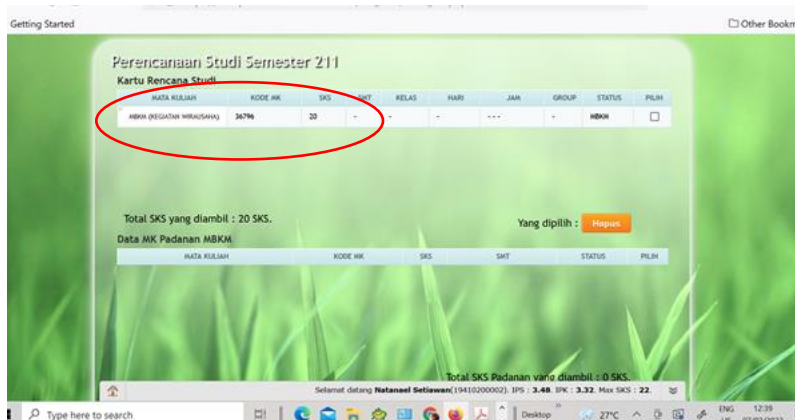 Getting Started
Other Bookm
Perencanaan Studi Semester 211
Kartu Rencana Studi
MATA KULIAH KODE MK SKS SMT KELAS HARI JAM GROUP STATUS PILIH
MBKM (KEGIATAN WIRAUSAHA) 36796 20 - - - - - - - MBKM
Total SKS yang diambil : 20 SKS.
Yang dipilih : Hapus
Data MK Padanan MBKM
MATA KULIAH KODE MK SKS SMT STATUS PILIH
Total SKS Padanan yang diambil : 0 SKS.
Selamat datang Natanael Setiawan(19410200002). IPS : 3.48. IPK : 3.32. Max SKS : 22.
Type here to search
Desktop
27°C
ENG
12:39